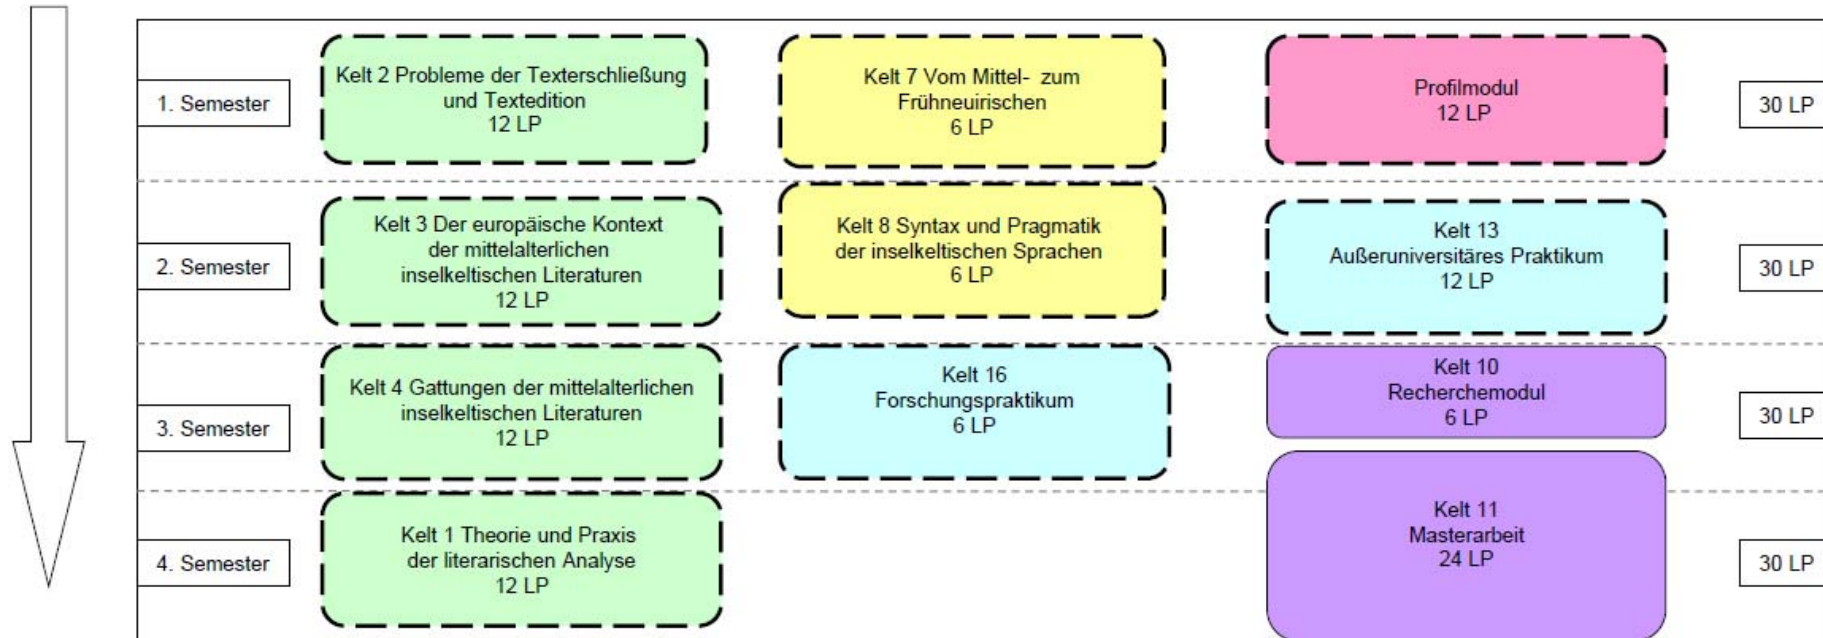 1. Semester
Kelt 2 Probleme der Texterschließung
und Textedition
12 LP
Kelt 7 Vom Mittel- zum
Frühneuirischen
6 LP
Profilmodul
12 LP
30 LP
2. Semester
Kelt 3 Der europäische Kontext
der mittelalterlichen
inselkeltischen Literaturen
12 LP
Kelt 8 Syntax und Pragmatik
der inselkeltischen Sprachen
6 LP
Kelt 13
Außeruniversitäres Praktikum
12 LP
30 LP
3. Semester
Kelt 4 Gattungen der mittelalterlichen
inselkeltischen Literaturen
12 LP
Kelt 16
Forschungspraktikum
6 LP
Kelt 10
Recherchemodul
6 LP
30 LP
4. Semester
Kelt 1 Theorie und Praxis
der literarischen Analyse
12 LP
Kelt 11
Masterarbeit
24 LP
30 LP